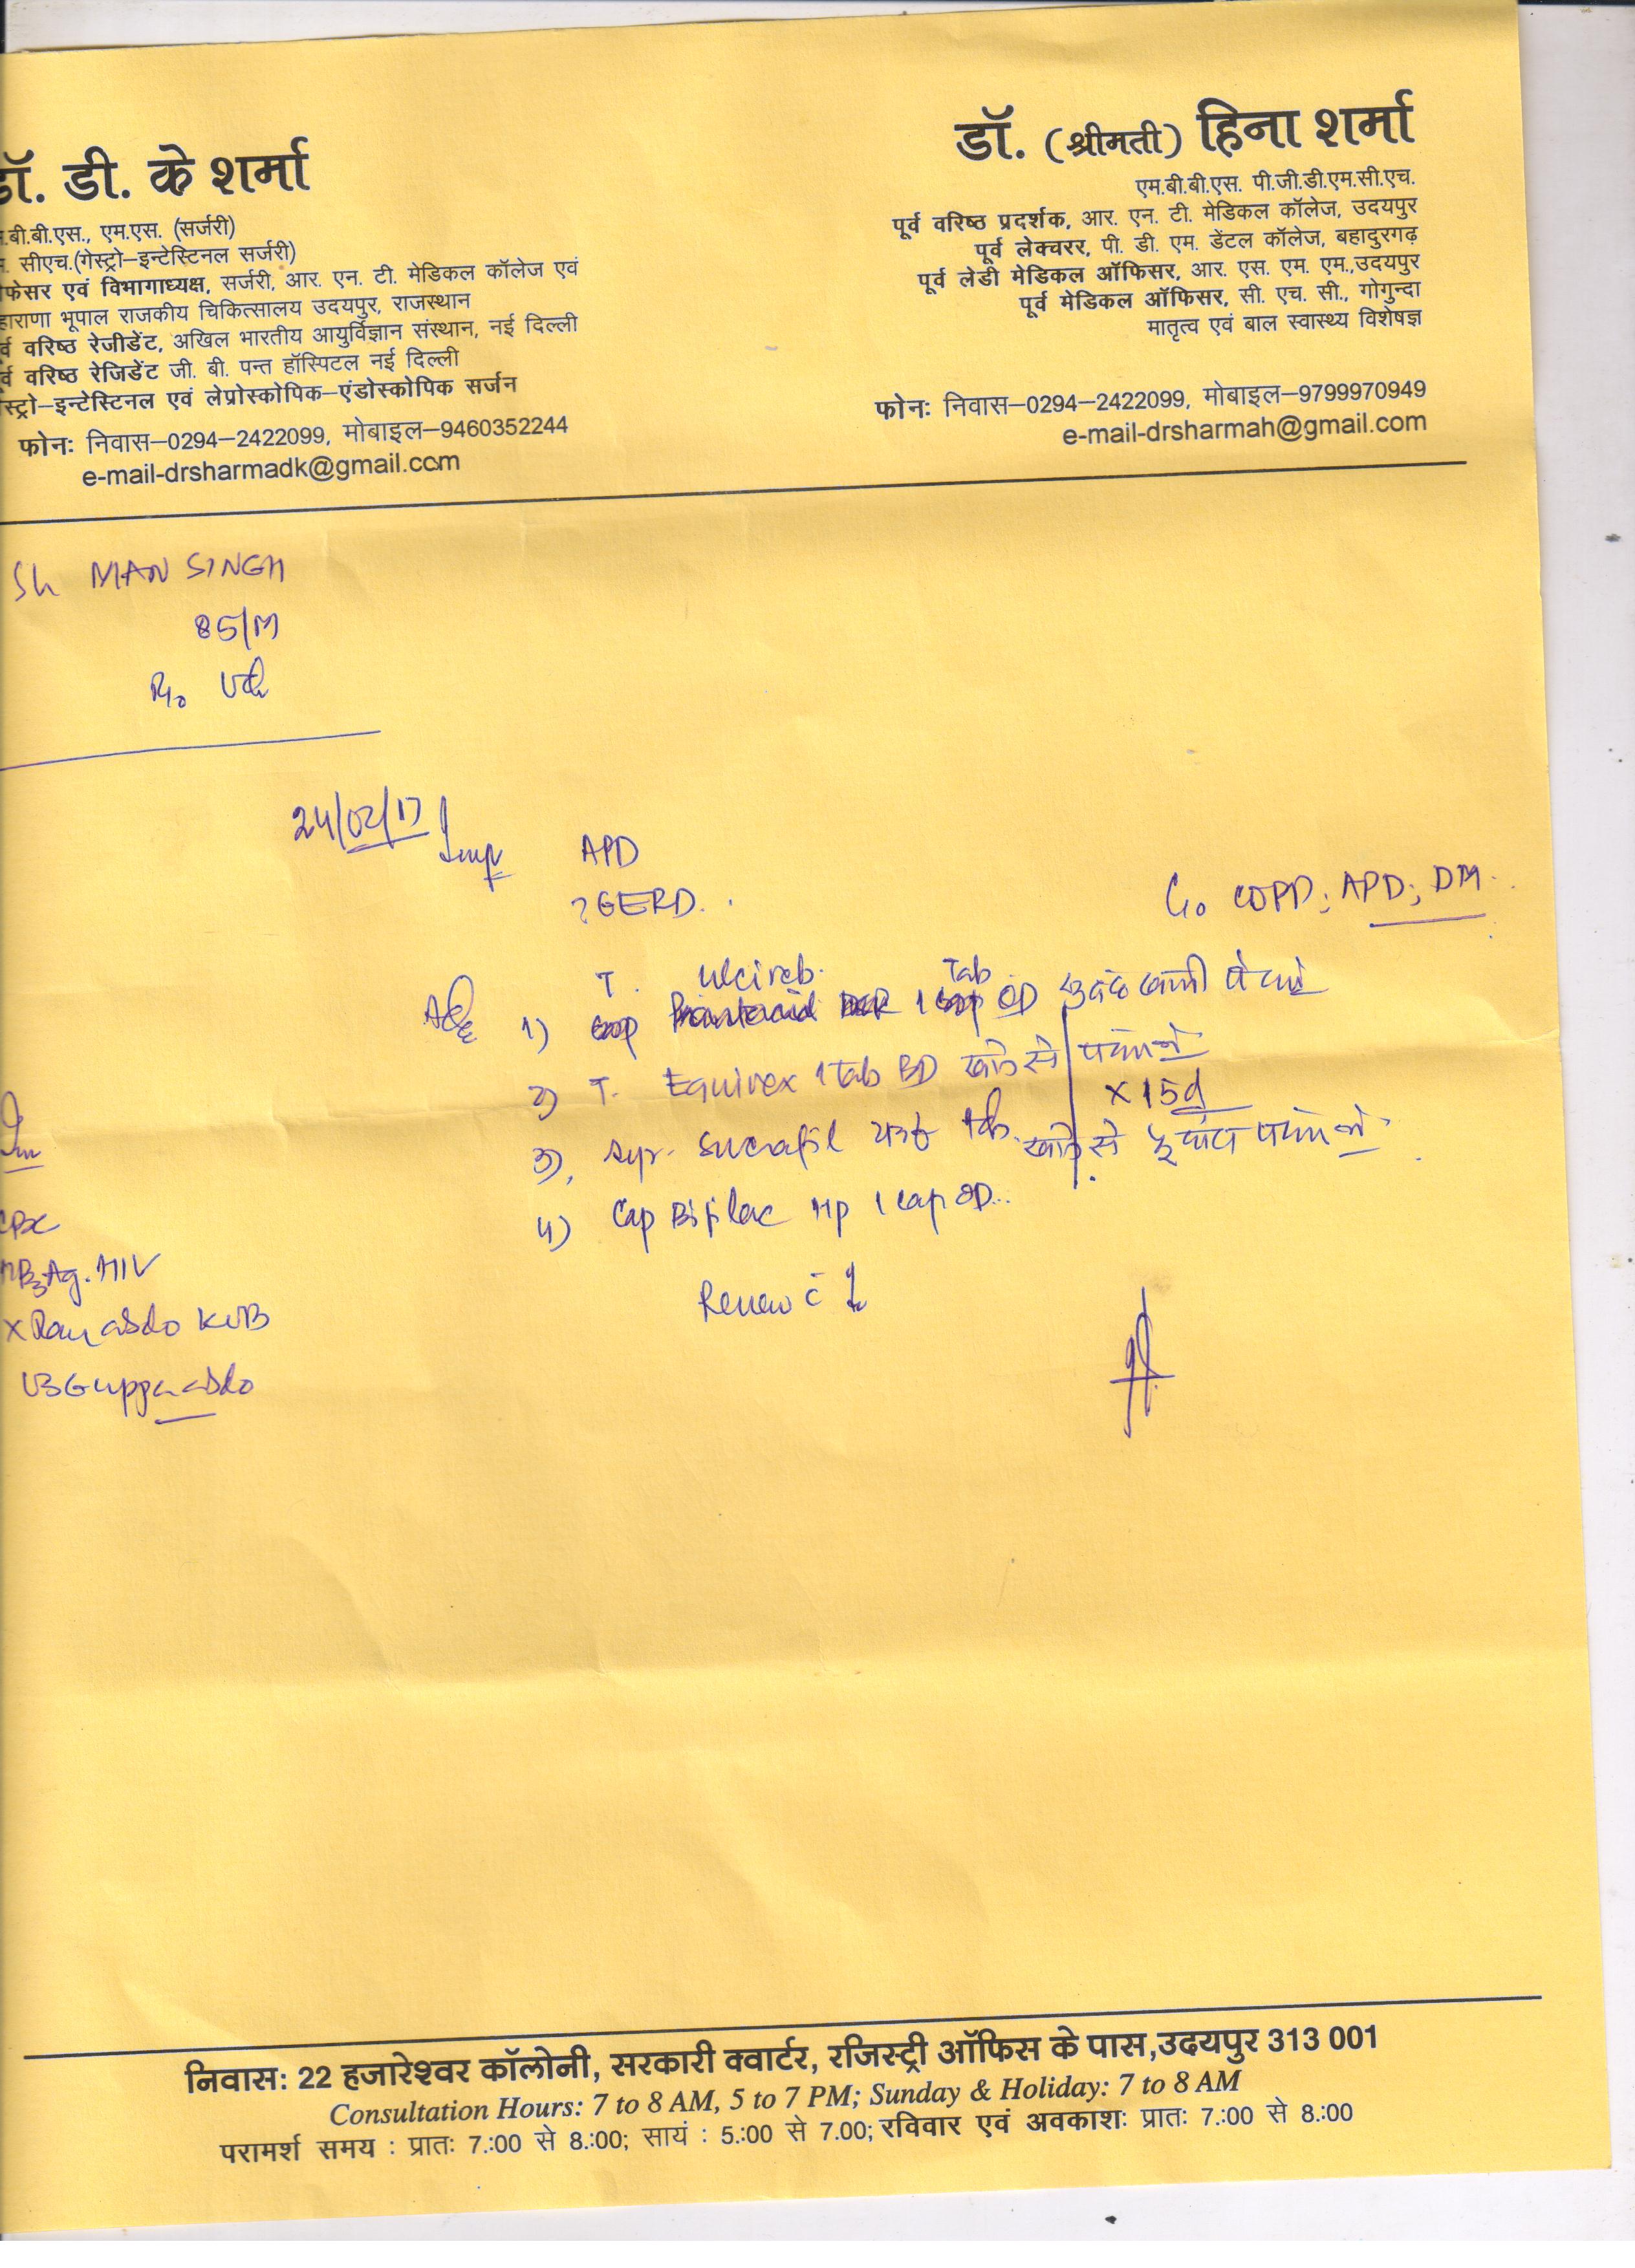 डॉ. डी. के शर्मा
.बी.बी.एस., एम.एस. (सर्जरी)
. सीएच.(गेस्ट्रो–इन्टेस्टिनल सर्जरी)
फेसर एवं विभागाध्यक्ष, सर्जरी, आर. एन. टी. मेडिकल कॉलेज एवं
हाराणा भूपाल राजकीय चिकित्सालय उदयपुर, राजस्थान
र्व वरिष्ठ रेजीडेंट, अखिल भारतीय आयुर्विज्ञान संस्थान, नई दिल्ली
र्व वरिष्ठ रेजिडेंट जी. बी. पन्त हॉस्पिटल नई दिल्ली
स्ट्रो–इन्टेस्टिनल एवं लेप्रोस्कोपिक–एंडोस्कोपिक सर्जन
फोनः निवास–0294–2422099, मोबाइल–9460352244
e-mail-drsharmadk@gmail.com
डॉ. (श्रीमती) हिना शर्मा
एम.बी.बी.एस. पी.जी.डी.एम.सी.एच.
पूर्व वरिष्ठ प्रदर्शक, आर. एन. टी. मेडिकल कॉलेज, उदयपुर
पूर्व लेक्चरर, पी. डी. एम. डेंटल कॉलेज, बहादुरगढ़
पूर्व लेडी मेडिकल ऑफिसर, आर. एस. एम. एम.,उदयपुर
पूर्व मेडिकल ऑफिसर, सी. एच. सी., गोगुन्दा
मातृत्व एवं बाल स्वास्थ्य विशेषज्ञ
फोनः निवास–0294–2422099, मोबाइल–9799970949
e-mail-drsharmah@gmail.com
Sh MAN SINGH
85/M
R/o
24/02/17
Imp APD
?GERD.
C/o COPD; APD; DM.
T. Tab
1) 1 OD
2) T. 1 tab BD खाने से
x 15d
3) Syp. Sucrafil खाने से
4) Cap Bifilac HP 1 cap OD..
CBC
Ag. HIV
KUB
USG
Review c̄
निवासः 22 हजारेश्वर कॉलोनी, सरकारी क्वार्टर, रजिस्ट्री ऑफिस के पास,उदयपुर 313 001
Consultation Hours: 7 to 8 AM, 5 to 7 PM; Sunday & Holiday: 7 to 8 AM
परामर्श समय : प्रातः 7.:00 से 8.:00; सायं : 5.:00 से 7.00; रविवार एवं अवकाशः प्रातः 7.:00 से 8.:00